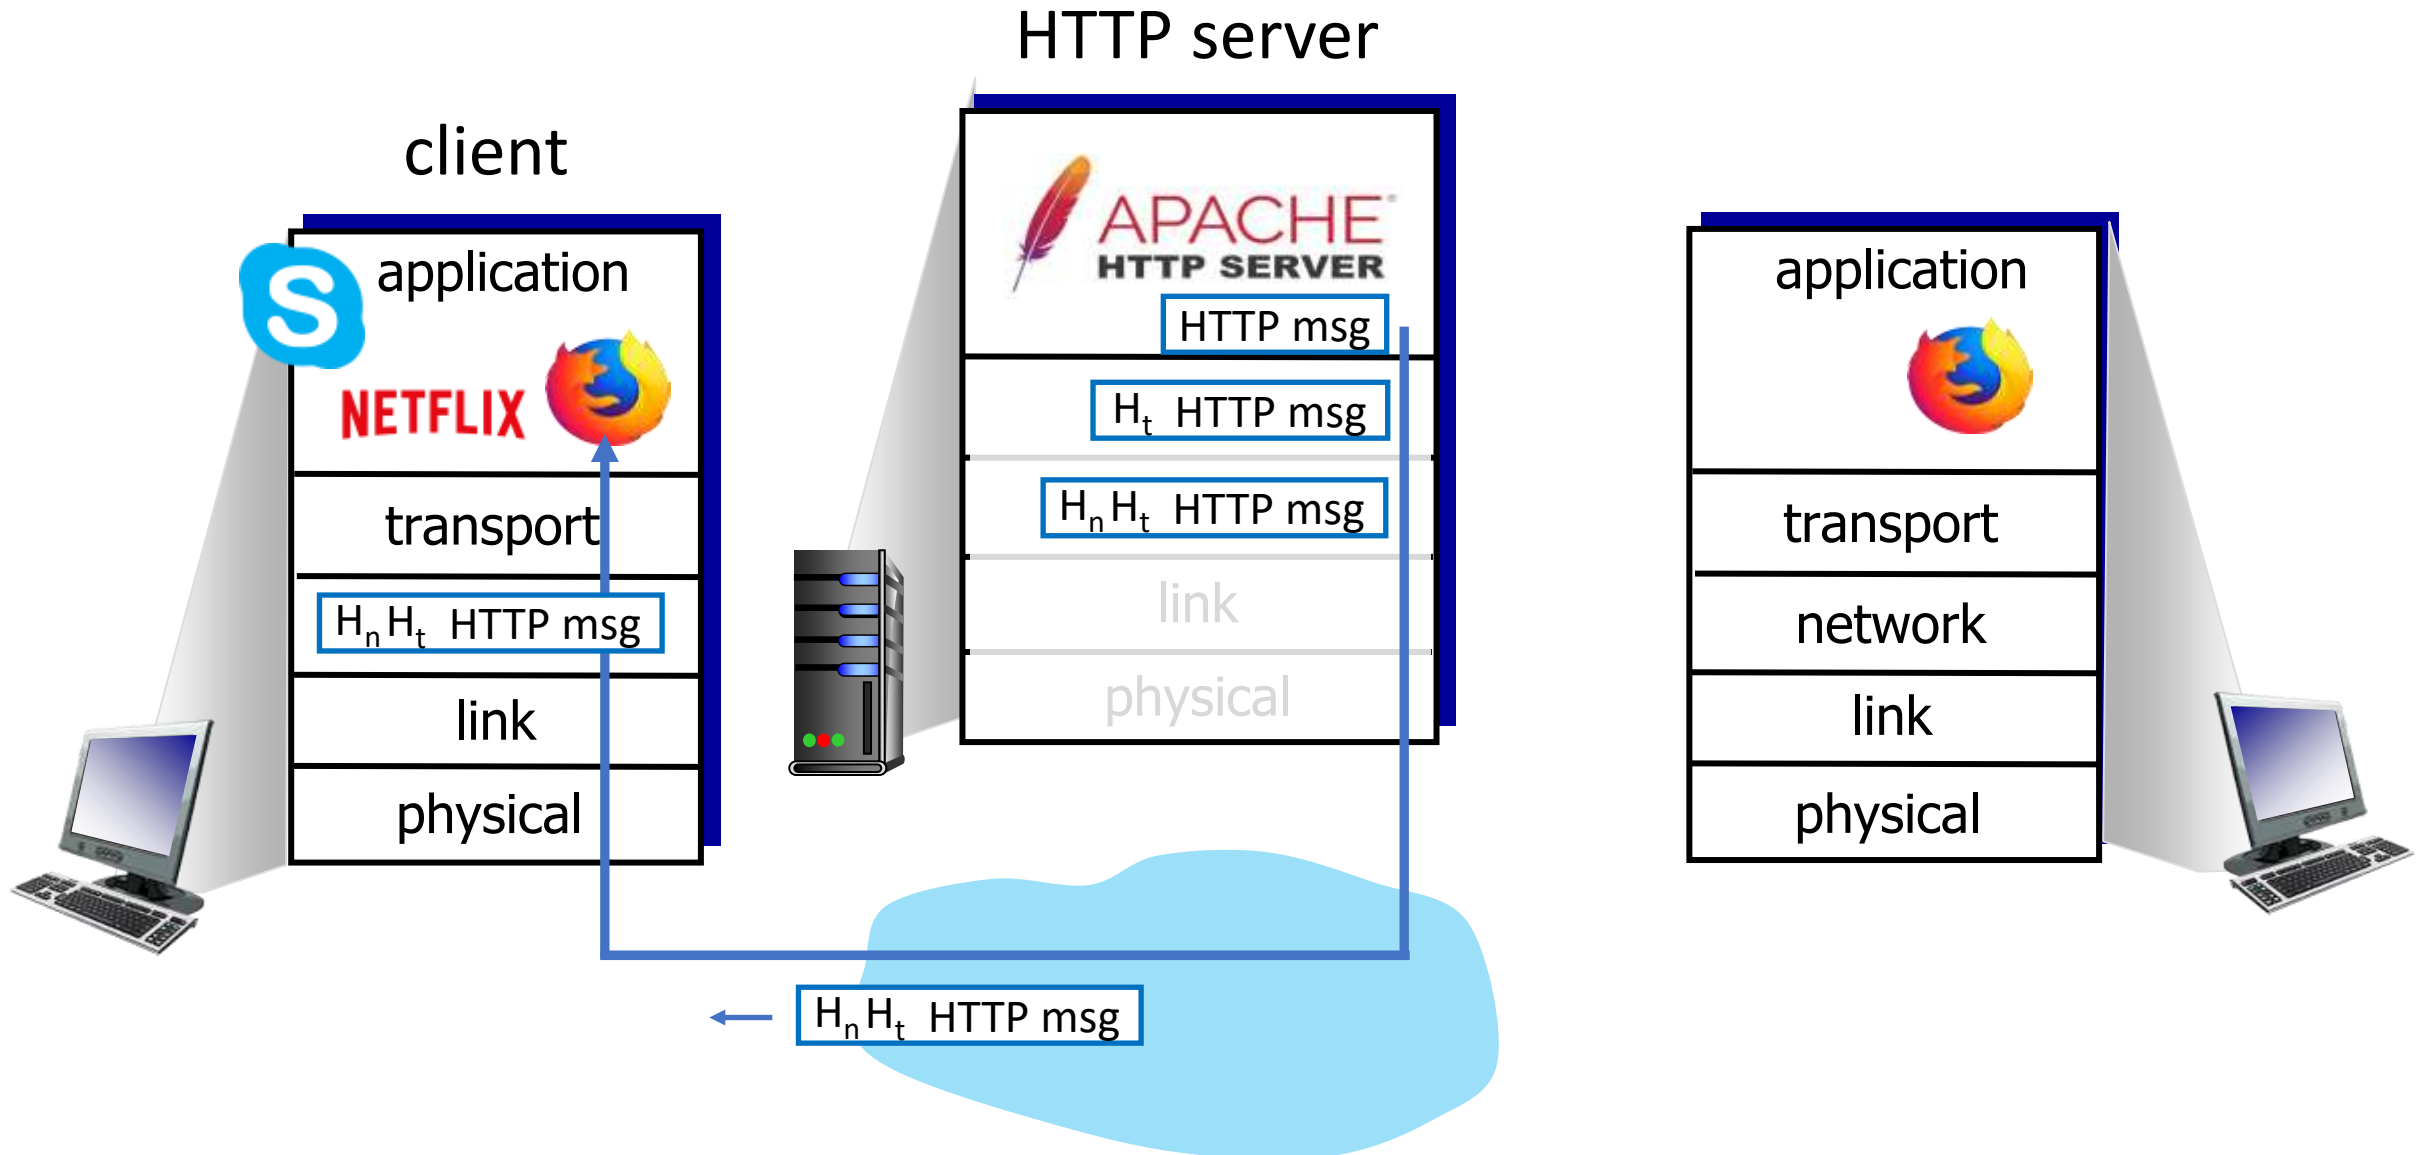 HTTP server
client
application
NETFLIX
transport
Hn Ht HTTP msg
link
physical
APACHE®
HTTP SERVER
HTTP msg
Ht HTTP msg
Hn Ht HTTP msg
link
physical
application
transport
network
link
physical
Hn Ht HTTP msg